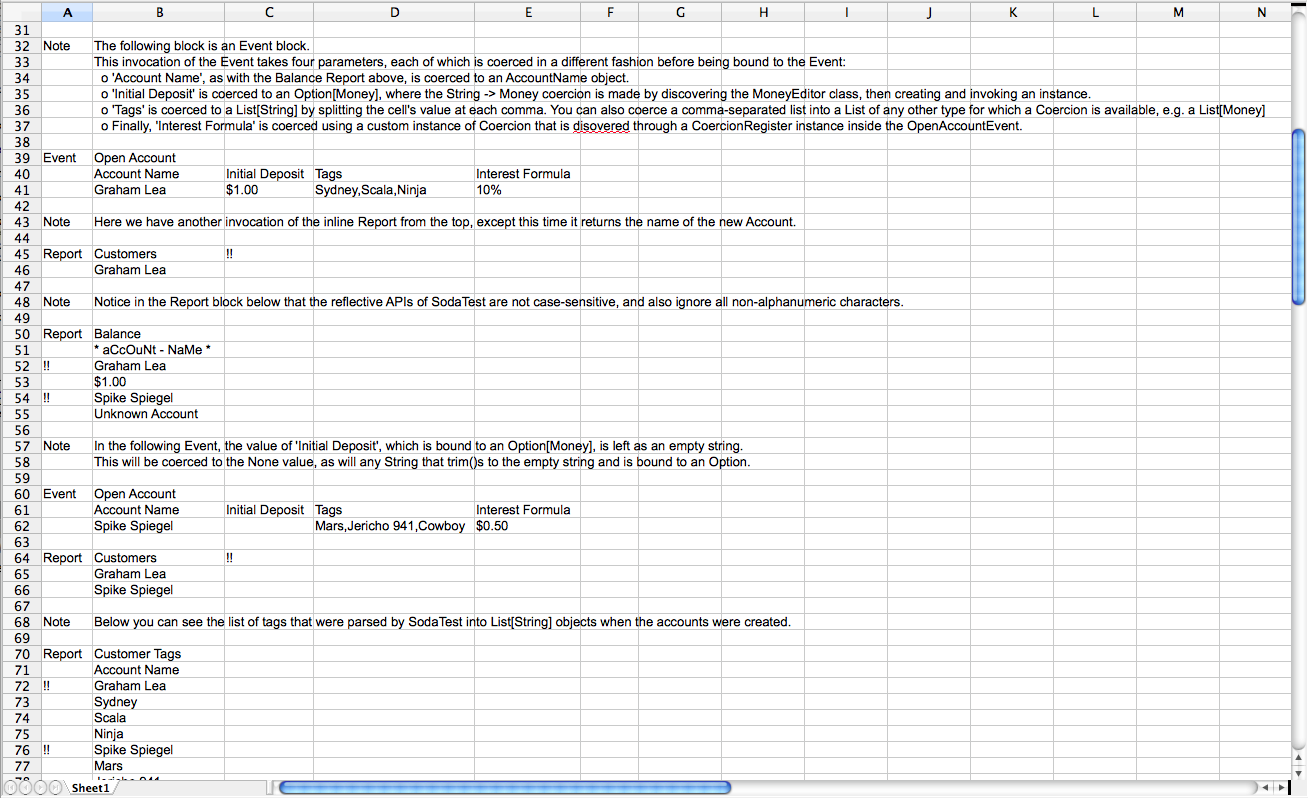 A B C D E F G H I J K L M N
31
32 Note The following block is an Event block.
33 This invocation of the Event takes four parameters, each of which is coerced in a different fashion before being bound to the Event:
34 o 'Account Name', as with the Balance Report above, is coerced to an AccountName object.
35 o 'Initial Deposit' is coerced to an Option[Money], where the String -> Money coercion is made by discovering the MoneyEditor class, then creating and invoking an instance.
36 o 'Tags' is coerced to a List[String] by splitting the cell's value at each comma. You can also coerce a comma-separated list into a List of any other type for which a Coercion is available, e.g. a List[Money]
37 o Finally, 'Interest Formula' is coerced using a custom instance of Coercion that is disovered through a CoercionRegister instance inside the OpenAccountEvent.
38
39 Event Open Account
40 Account Name Initial Deposit Tags Interest Formula
41 Graham Lea $1.00 Sydney,Scala,Ninja 10%
42
43 Note Here we have another invocation of the inline Report from the top, except this time it returns the name of the new Account.
44
45 Report Customers !!
46 Graham Lea
47
48 Note Notice in the Report block below that the reflective APIs of SodaTest are not case-sensitive, and also ignore all non-alphanumeric characters.
49
50 Report Balance
51 * aCcOuNt - NaMe *
52 !! Graham Lea
53 $1.00
54 !! Spike Spiegel
55 Unknown Account
56
57 Note In the following Event, the value of 'Initial Deposit', which is bound to an Option[Money], is left as an empty string.
58 This will be coerced to the None value, as will any String that trim()s to the empty string and is bound to an Option.
59
60 Event Open Account
61 Account Name Initial Deposit Tags Interest Formula
62 Spike Spiegel Mars,Jericho 941,Cowboy $0.50
63
64 Report Customers !!
65 Graham Lea
66 Spike Spiegel
67
68 Note Below you can see the list of tags that were parsed by SodaTest into List[String] objects when the accounts were created.
69
70 Report Customer Tags
71 Account Name
72 !! Graham Lea
73 Sydney
74 Scala
75 Ninja
76 !! Spike Spiegel
77 Mars
Sheet1